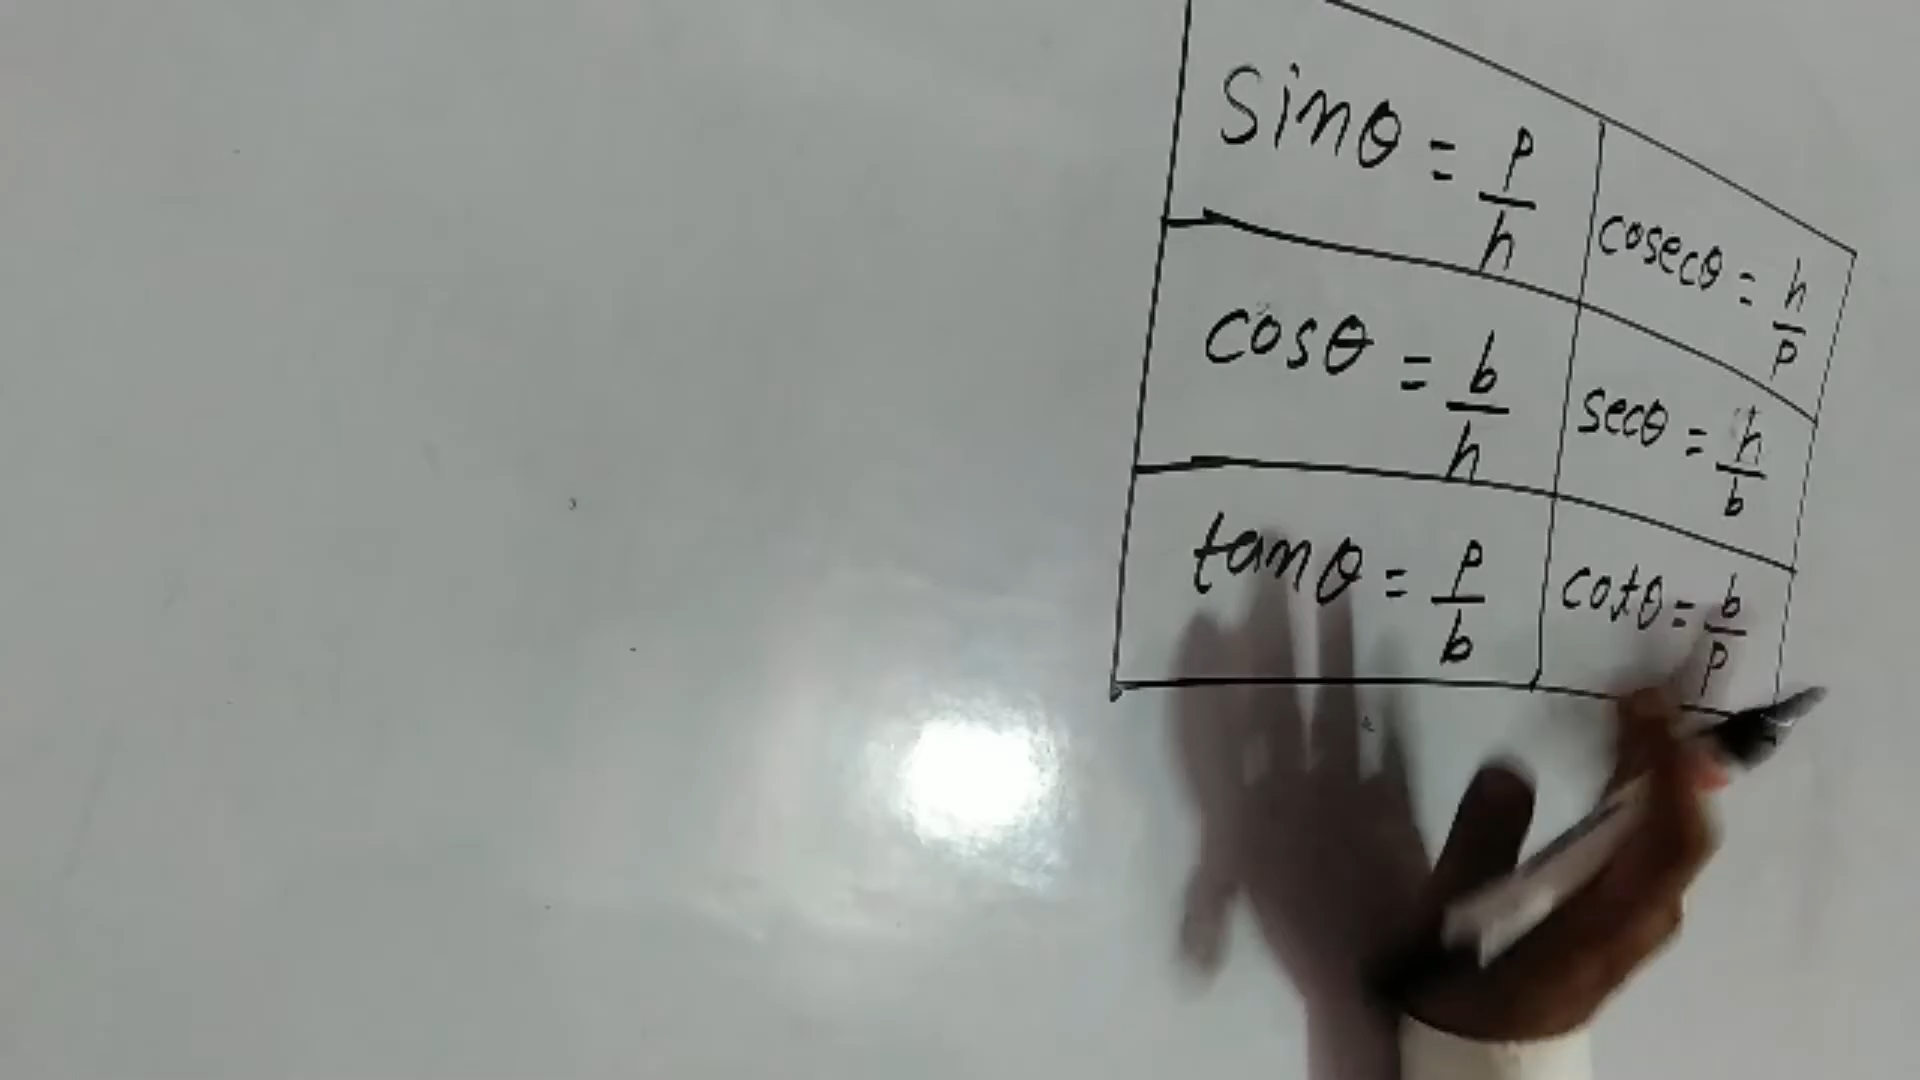 sinθ = p/h
cosecθ = h/p
cosθ = b/h
secθ = h/b
tanθ = p/b
cotθ = b/p